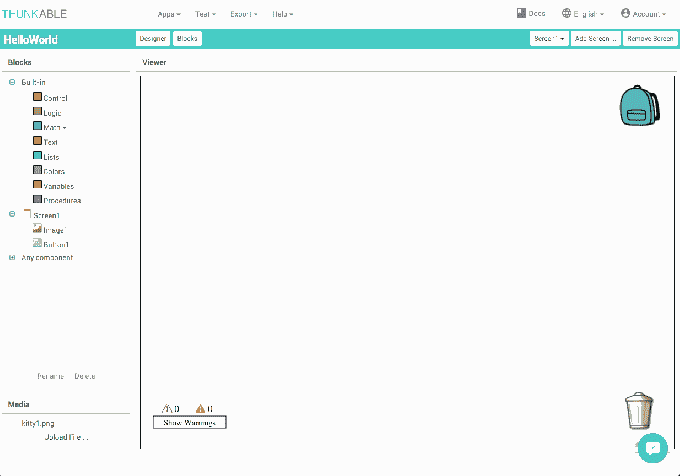 THUNKABLE Apps Test Export Help Docs English Account
HelloWorld Designer Blocks Screen1 Add Screen ... Remove Screen
Blocks Viewer
Built-in
Control
Logic
Math
Text
Lists
Colors
Variables
Procedures
Screen1
Image1
Button1
Any component
Rename Delete
0 0
Show Warnings
Media
kitty1.png
Upload File ...